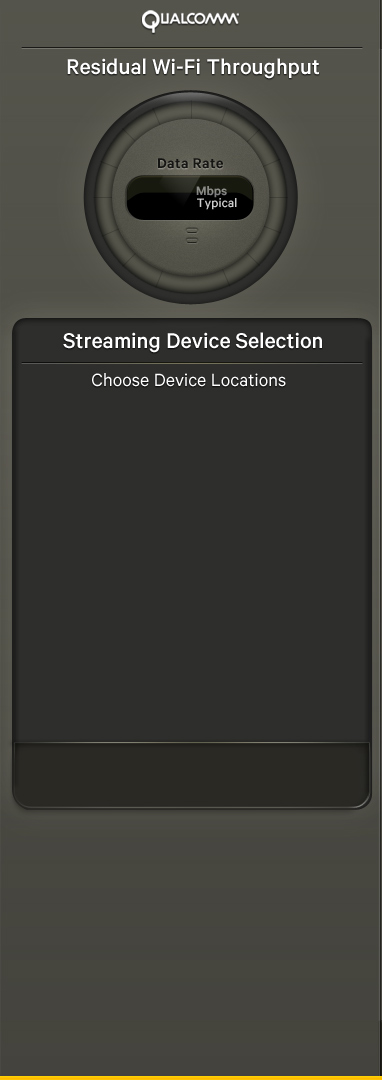 QUALCOMM
Residual Wi-Fi Throughput
Data Rate
Mbps
Typical
Streaming Device Selection
Choose Device Locations